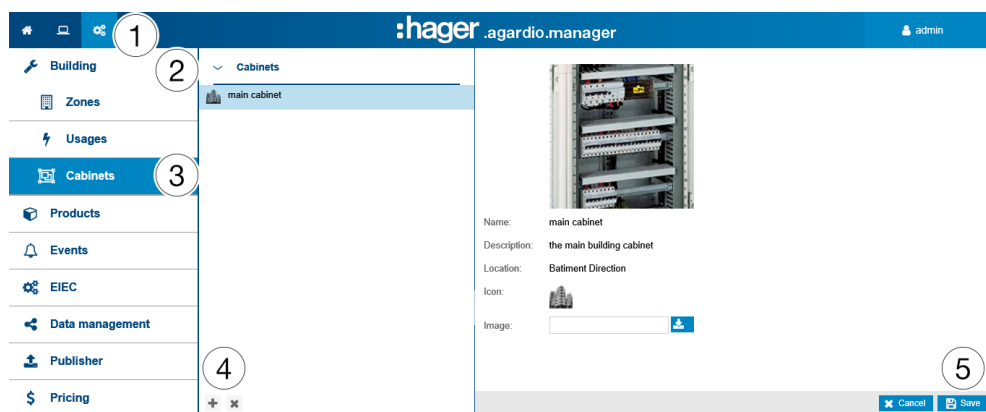 1
:hager .agardio.manager
admin
Building
2
Cabinets
Zones
main cabinet
Usages
Cabinets
3
Products
Name: main cabinet
Events
Description: the main building cabinet
Location: Batiment Direction
EIEC
Icon:
Data management
Image:
Publisher
4
5
Pricing
Cancel
Save